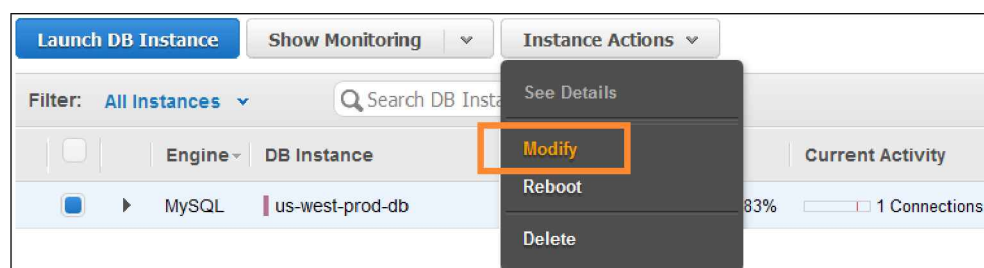 Launch DB Instance Show Monitoring Instance Actions
Filter: All Instances Search DB Insta See Details
Engine DB Instance Modify Current Activity
Reboot
MySQL us-west-prod-db 83% 1 Connections
Delete